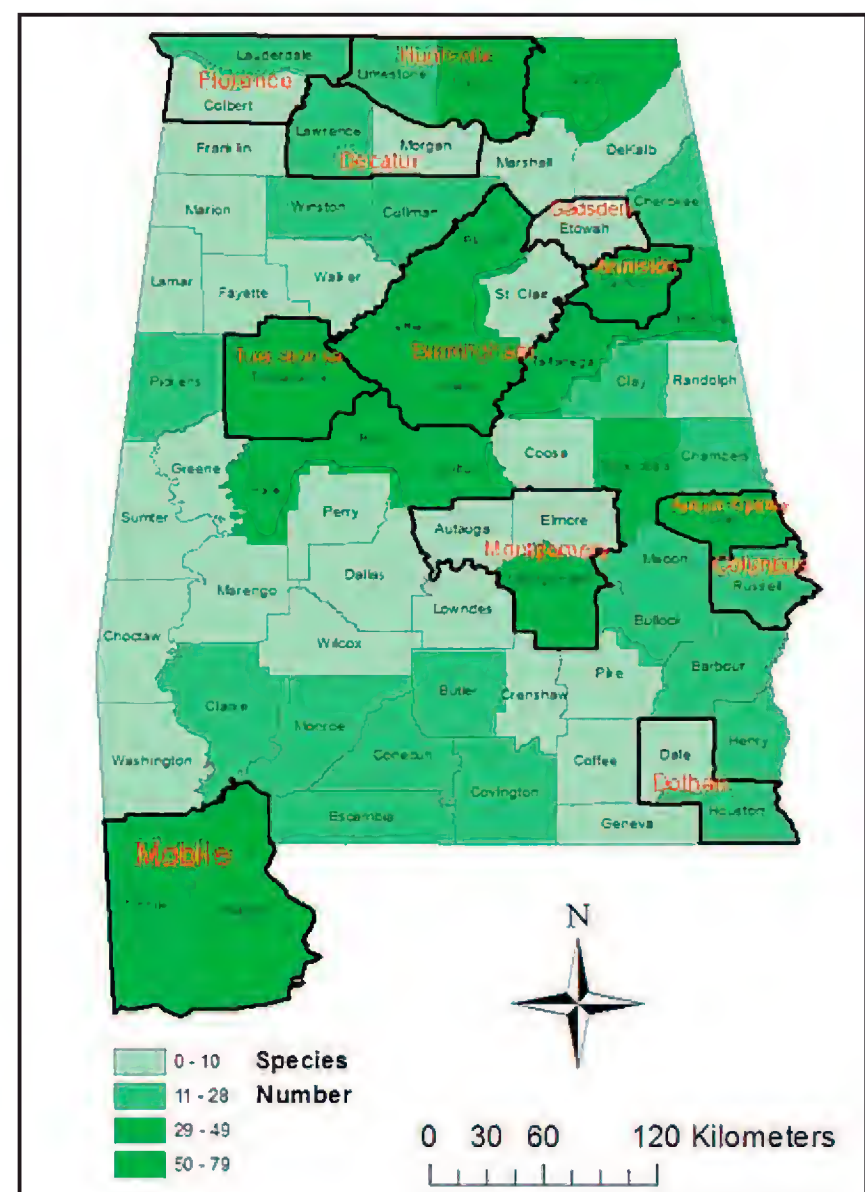 Lauderdale
Huntsville
Limestone
Florence
Colbert
Lawrence
Morgan
Franklin
Decatur
Marshall
DeKalb
Marion
Winston
Cullman
Gadsden
Etowah
Cherokee
Lamar
Fayette
Walker
St. Clair
Anniston
Tuscaloosa
Birmingham
Talladega
Pickens
Clay
Randolph
Greene
Coosa
Chambers
Sumter
Perry
Autauga
Elmore
Montgomery
Macon
Columbus
Russell
Marengo
Dallas
Lowndes
Bullock
Choctaw
Wilcox
Pike
Barbour
Clarke
Butler
Crenshaw
Monroe
Henry
Washington
Conecuh
Coffee
Dale
Dothan
Covington
Houston
Escambia
Geneva
Mobile
N
0 - 10 Species
11 - 28 Number
29 - 49
50 - 79
0 30 60 120 Kilometers